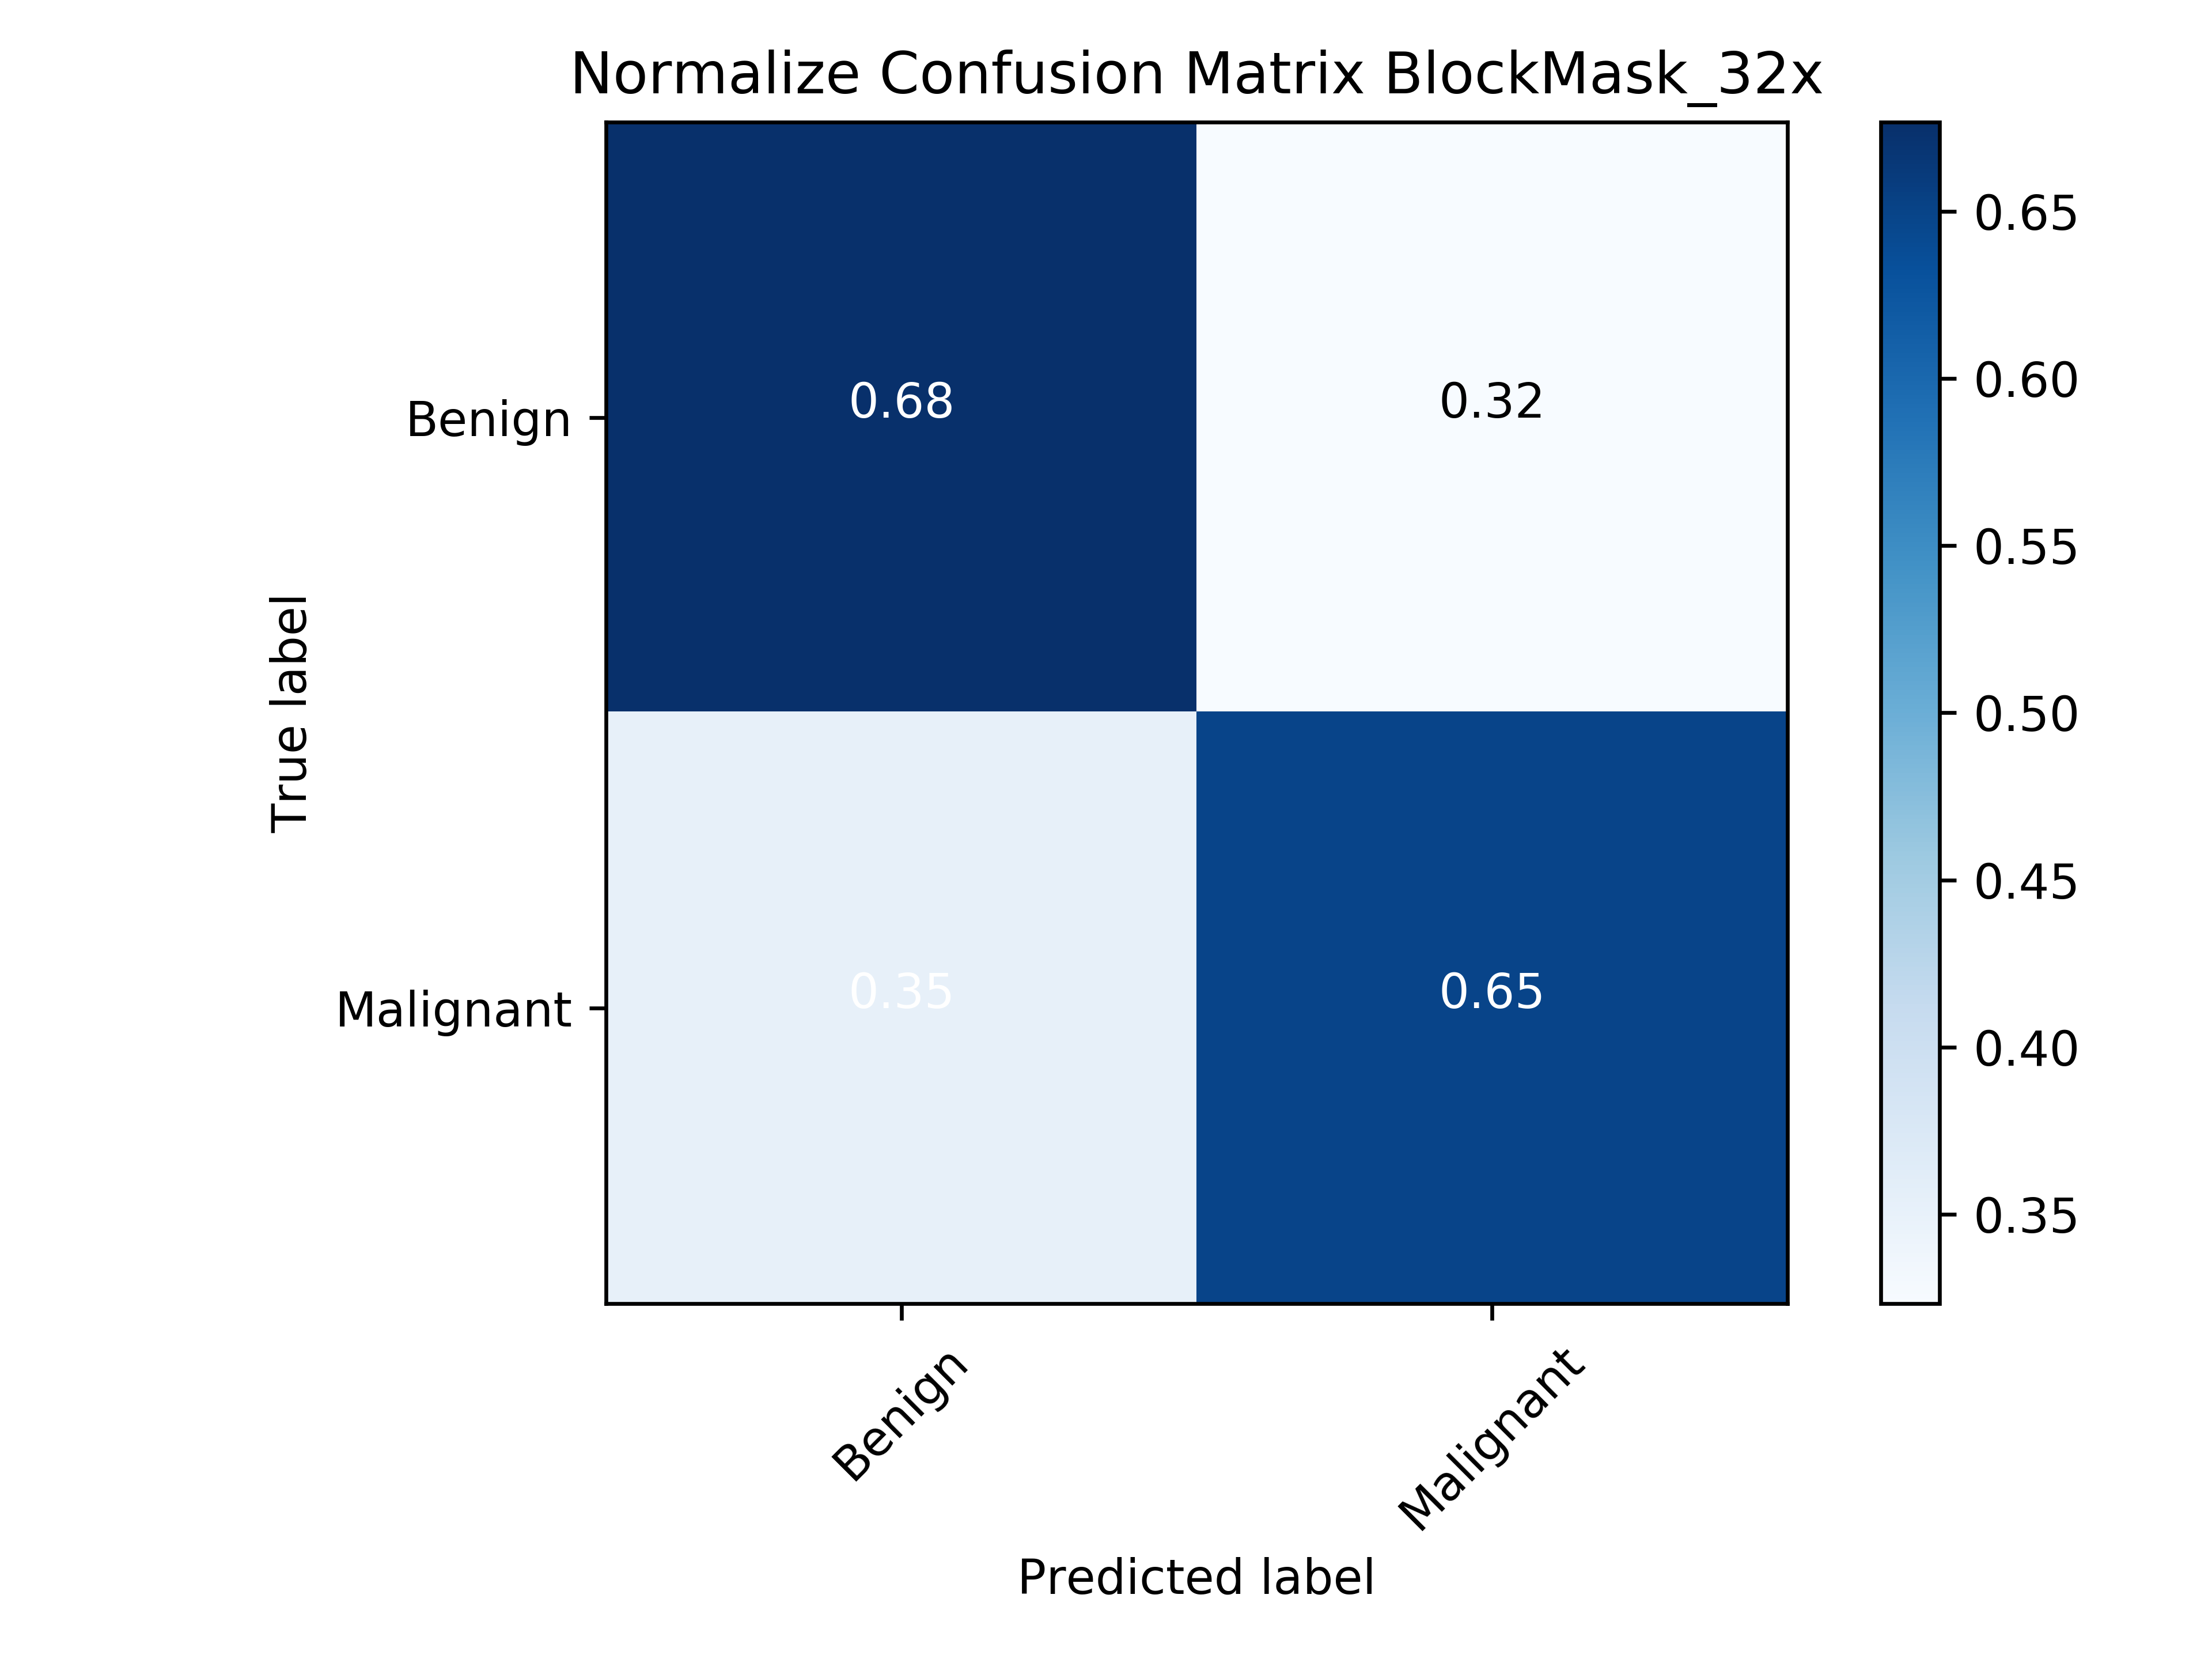 Normalize Confusion Matrix BlockMask_32x
True label
Benign
Malignant
0.68 0.32
0.35 0.65
Benign Malignant
Predicted label
0.65
0.60
0.55
0.50
0.45
0.40
0.35